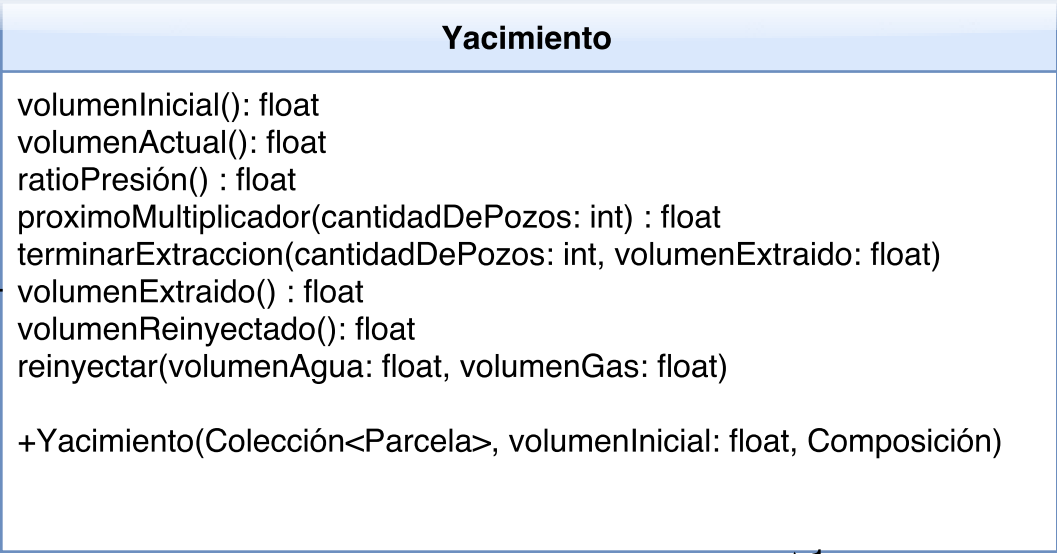 Yacimiento
volumenInicial(): float
volumenActual(): float
ratioPresión() : float
proximoMultiplicador(cantidadDePozos: int) : float
terminarExtraccion(cantidadDePozos: int, volumenExtraido: float)
volumenExtraido() : float
volumenReinyectado(): float
reinyectar(volumenAgua: float, volumenGas: float)
+Yacimiento(Colección<Parcela>, volumenInicial: float, Composición)